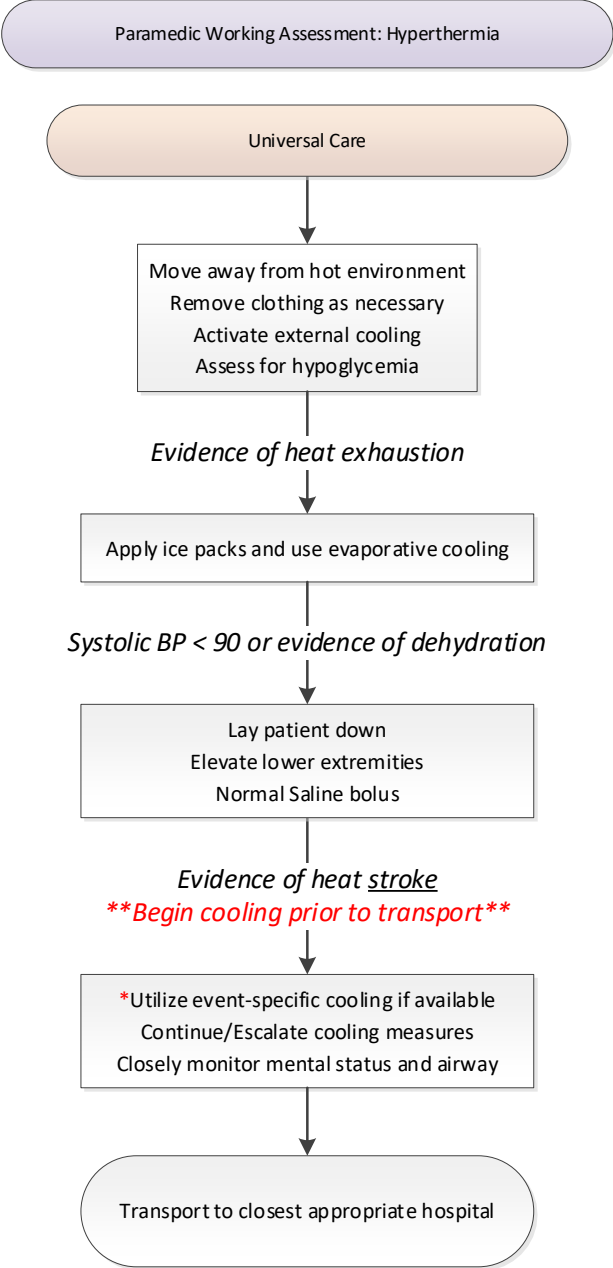 Paramedic Working Assessment: Hyperthermia
Universal Care
Move away from hot environment
Remove clothing as necessary
Activate external cooling
Assess for hypoglycemia
Evidence of heat exhaustion
Apply ice packs and use evaporative cooling
Systolic BP < 90 or evidence of dehydration
Lay patient down
Elevate lower extremities
Normal Saline bolus
Evidence of heat stroke
**Begin cooling prior to transport**
*Utilize event-specific cooling if available
Continue/Escalate cooling measures
Closely monitor mental status and airway
Transport to closest appropriate hospital